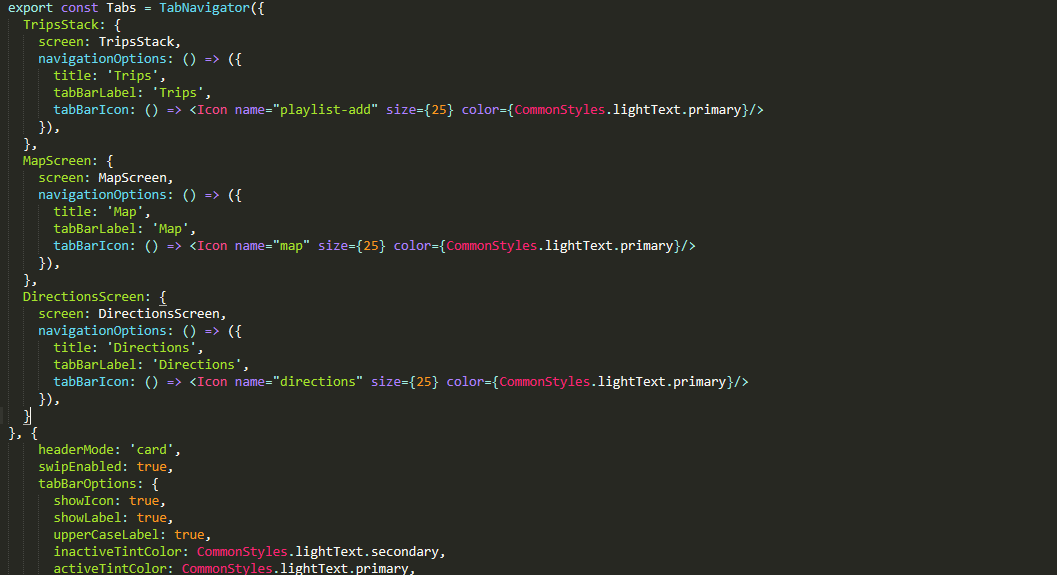 export const Tabs = TabNavigator({
  TripsStack: {
    screen: TripsStack,
    navigationOptions: () => ({
      title: 'Trips',
      tabBarLabel: 'Trips',
      tabBarIcon: () => <Icon name="playlist-add" size={25} color={CommonStyles.lightText.primary}/>
    }),
  },
  MapScreen: {
    screen: MapScreen,
    navigationOptions: () => ({
      title: 'Map',
      tabBarLabel: 'Map',
      tabBarIcon: () => <Icon name="map" size={25} color={CommonStyles.lightText.primary}/>
    }),
  },
  DirectionsScreen: {
    screen: DirectionsScreen,
    navigationOptions: () => ({
      title: 'Directions',
      tabBarLabel: 'Directions',
      tabBarIcon: () => <Icon name="directions" size={25} color={CommonStyles.lightText.primary}/>
    }),
  }
}, {
    headerMode: 'card',
    swipEnabled: true,
    tabBarOptions: {
      showIcon: true,
      showLabel: true,
      upperCaseLabel: true,
      inactiveTintColor: CommonStyles.lightText.secondary,
      activeTintColor: CommonStyles.lightText.primary,